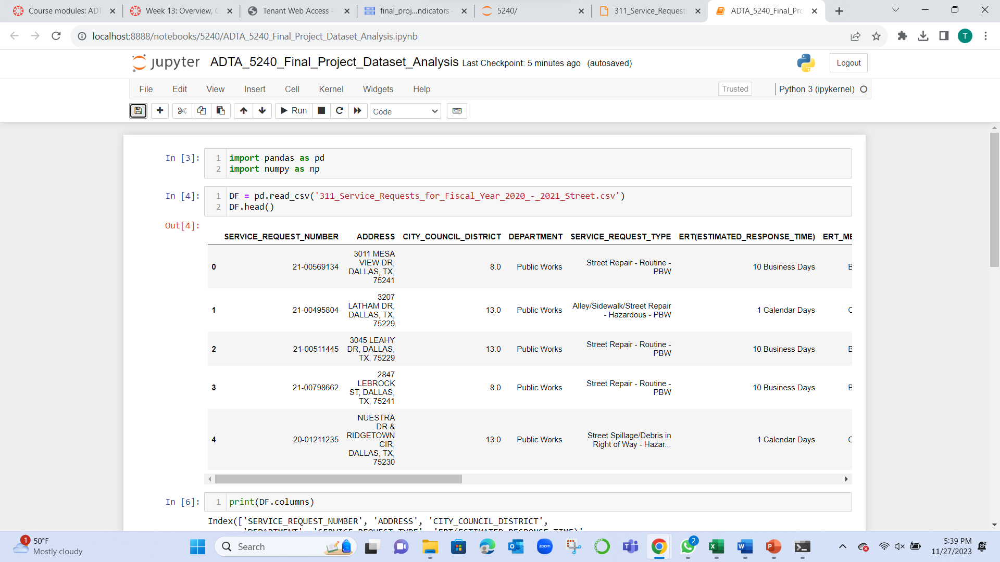 Course modules: ADT
Week 13: Overview, C
Tenant Web Access -
final_proj...ndicators -
5240/
311_Service_Requests
ADTA_5240_Final_Pro
localhost:8888/notebooks/5240/ADTA_5240_Final_Project_Dataset_Analysis.ipynb
T
jupyter ADTA_5240_Final_Project_Dataset_Analysis Last Checkpoint: 5 minutes ago (autosaved)
Logout
File Edit View Insert Cell Kernel Widgets Help
Trusted
Python 3 (ipykernel)
Run
Code
In [3]:
1 import pandas as pd
2 import numpy as np
In [4]:
1 DF = pd.read_csv('311_Service_Requests_for_Fiscal_Year_2020_-_2021_Street.csv')
2 DF.head()
Out[4]:
SERVICE_REQUEST_NUMBER ADDRESS CITY_COUNCIL_DISTRICT DEPARTMENT SERVICE_REQUEST_TYPE ERT(ESTIMATED_RESPONSE_TIME) ERT_ME
0 21-00569134
3011 MESA
VIEW DR,
DALLAS, TX,
75241
8.0 Public Works
Street Repair - Routine -
PBW
10 Business Days B
1 21-00495804
3207
LATHAM DR,
DALLAS, TX,
75229
13.0 Public Works
Alley/Sidewalk/Street Repair
- Hazardous - PBW
1 Calendar Days C
2 21-00511445
3045 LEAHY
DR, DALLAS,
TX, 75229
13.0 Public Works
Street Repair - Routine -
PBW
10 Business Days B
3 21-00798662
2847
LEBROCK
ST, DALLAS,
TX, 75241
8.0 Public Works
Street Repair - Routine -
PBW
10 Business Days B
4 20-01211235
NUESTRA
DR &
RIDGETOWN
CIR,
DALLAS, TX,
75230
13.0 Public Works
Street Spillage/Debris in
Right of Way - Hazar...
1 Calendar Days C
In [6]:
1 print(DF.columns)
Index(['SERVICE_REQUEST_NUMBER', 'ADDRESS', 'CITY_COUNCIL_DISTRICT',
'DEPARTMENT', 'SERVICE_REQUEST_TYPE', 'ERT(ESTIMATED_RESPONSE_TIME)',
1
50°F
Mostly cloudy
Search
zoom
2
5:39 PM
11/27/2023